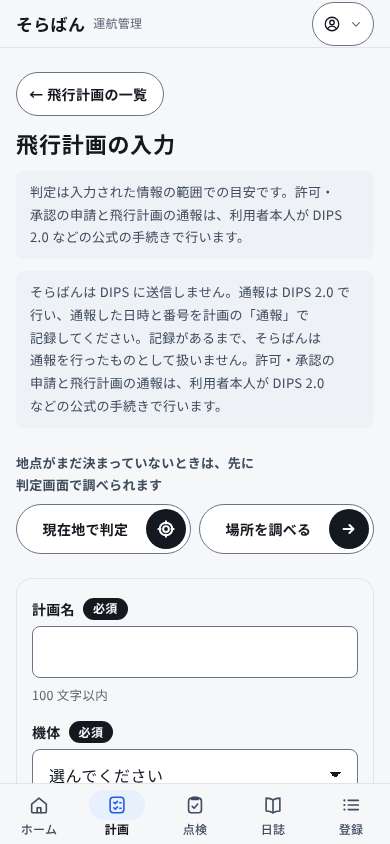 そらばん 運航管理
← 飛行計画の一覧
飛行計画の入力
判定は入力された情報の範囲での目安です。許可・
承認の申請と飛行計画の通報は、利用者本人が DIPS
2.0 などの公式の手続きで行います。
そらばんは DIPS に送信しません。通報は DIPS 2.0 で
行い、通報した日時と番号を計画の「通報」で
記録してください。記録があるまで、そらばんは
通報を行ったものとして扱いません。許可・承認の
申請と飛行計画の通報は、利用者本人が DIPS 2.0
などの公式の手続きで行います。
地点がまだ決まっていないときは、先に
判定画面で調べられます
現在地で判定 場所を調べる
計画名 必須
100 文字以内
機体 必須
選んでください
ホーム 計画 点検 日誌 登録